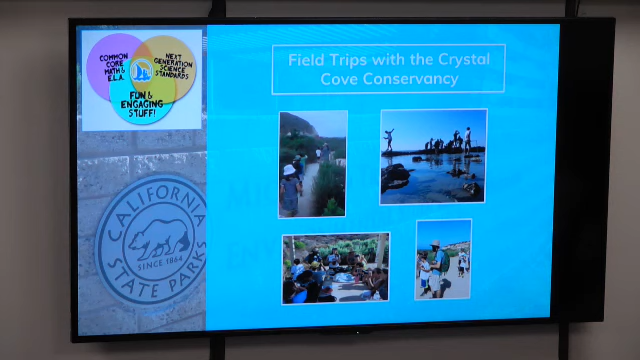 COMMON
CORE
MATH &
E.L.A.
NEXT
GENERATION
SCIENCE
STANDARDS
FUN &
ENGAGING
STUFF!
Field Trips with the Crystal
Cove Conservancy
CALIFORNIA
SINCE 1864
STATE PARKS